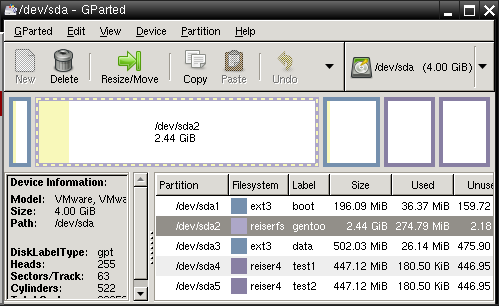 /dev/sda - GParted
GParted Edit View Device Partition Help
New Delete Resize/Move Copy Paste Undo /dev/sda (4.00 GiB)
/dev/sda2
2.44 GiB
Device Information:
Model: VMware, VMwa
Size: 4.00 GiB
Path: /dev/sda
DiskLabelType: gpt
Heads: 255
Sectors/Track: 63
Cylinders: 522
Partition Filesystem Label Size Used Unuse
/dev/sda1 ext3 boot 196.09 MiB 36.37 MiB 159.72
/dev/sda2 reiserfs gentoo 2.44 GiB 274.79 MiB 2.18
/dev/sda3 ext3 data 502.03 MiB 26.14 MiB 475.90
/dev/sda4 reiser4 test1 447.12 MiB 180.50 KiB 446.95
/dev/sda5 reiser4 test2 447.12 MiB 180.50 KiB 446.95